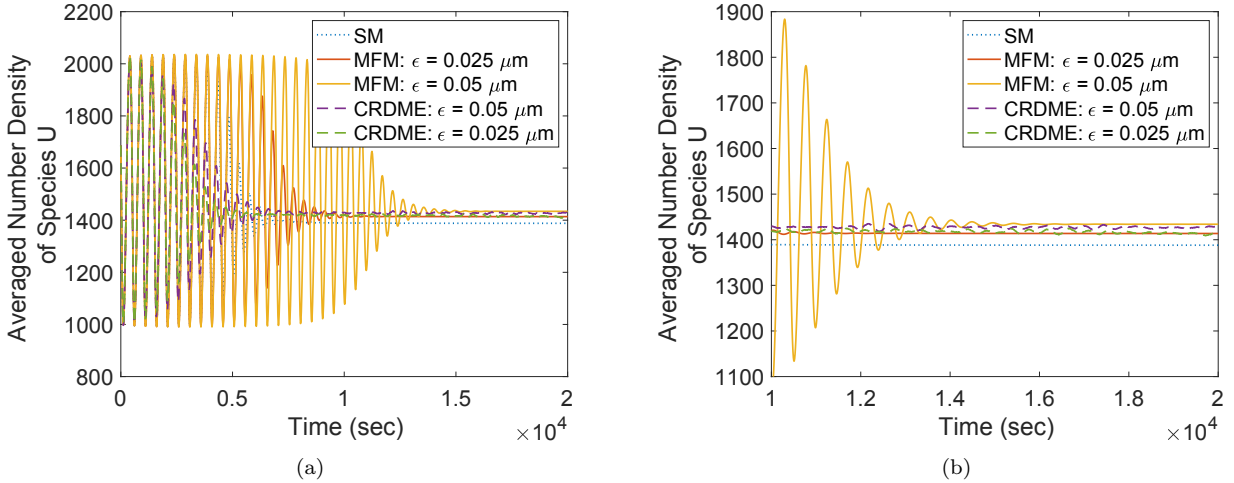 2200
2000
1800
1600
1400
1200
1000
800
Averaged Number Density
of Species U
SM
MFM: ϵ = 0.025 μm
MFM: ϵ = 0.05 μm
CRDME: ϵ = 0.05 μm
CRDME: ϵ = 0.025 μm
0 0.5 1 1.5 2
Time (sec)
×10⁴
(a)
1900
1800
1700
1600
1500
1400
1300
1200
1100
Averaged Number Density
of Species U
SM
MFM: ϵ = 0.025 μm
MFM: ϵ = 0.05 μm
CRDME: ϵ = 0.05 μm
CRDME: ϵ = 0.025 μm
1 1.2 1.4 1.6 1.8 2
Time (sec)
×10⁴
(b)